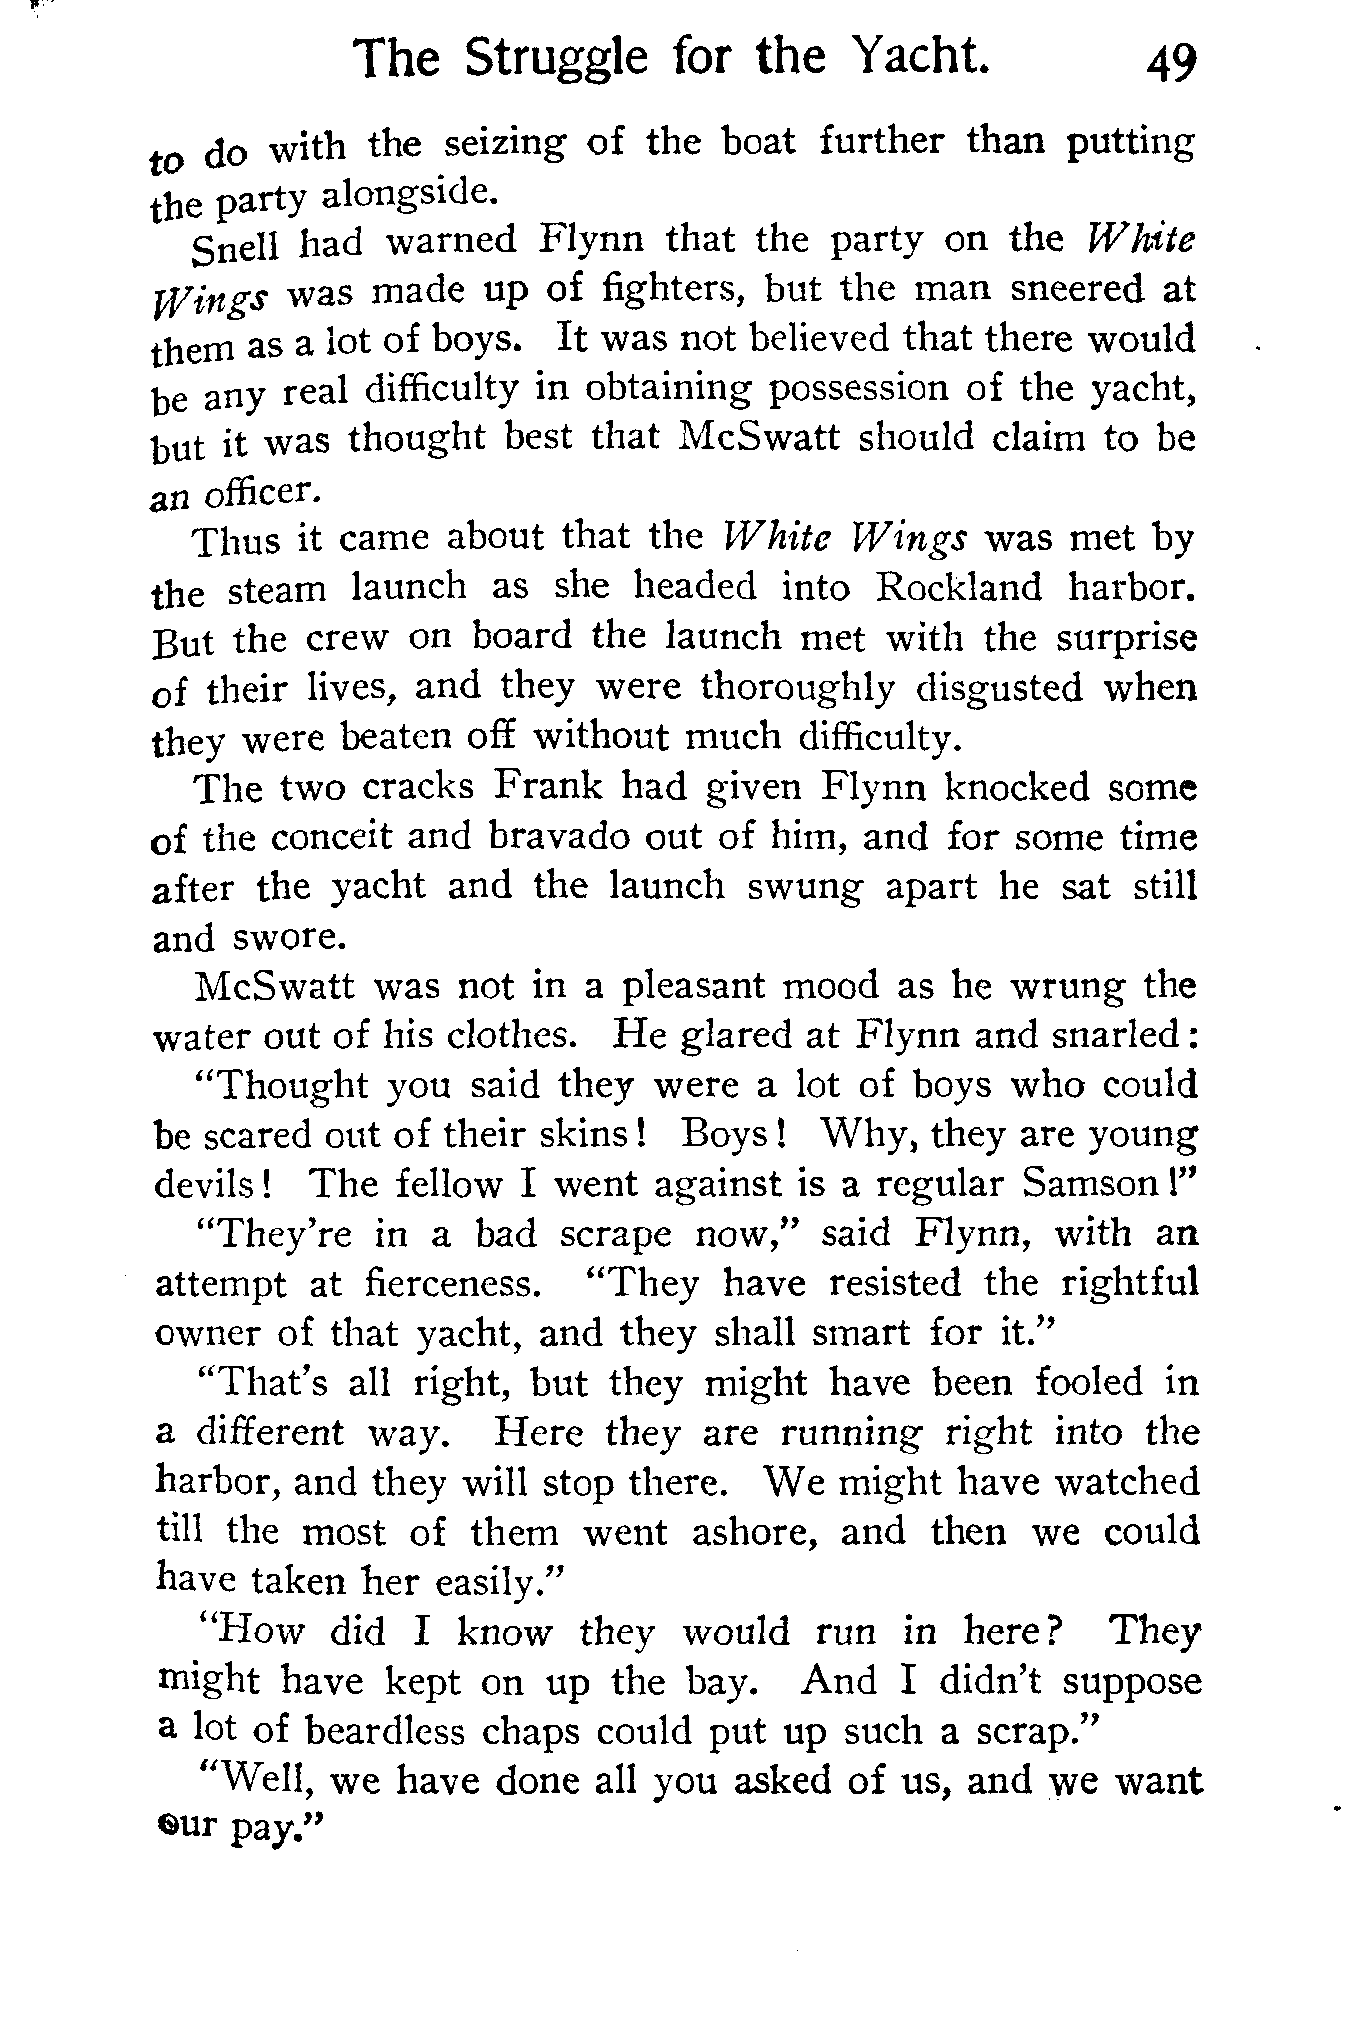 The Struggle for the Yacht. 49
to do with the seizing of the boat further than putting
the party alongside.
Snell had warned Flynn that the party on the White
Wings was made up of fighters, but the man sneered at
them as a lot of boys. It was not believed that there would
be any real difficulty in obtaining possession of the yacht,
but it was thought best that McSwatt should claim to be
an officer.
Thus it came about that the White Wings was met by
the steam launch as she headed into Rockland harbor.
But the crew on board the launch met with the surprise
of their lives, and they were thoroughly disgusted when
they were beaten off without much difficulty.
The two cracks Frank had given Flynn knocked some
of the conceit and bravado out of him, and for some time
after the yacht and the launch swung apart he sat still
and swore.
McSwatt was not in a pleasant mood as he wrung the
water out of his clothes. He glared at Flynn and snarled:
"Thought you said they were a lot of boys who could
be scared out of their skins! Boys! Why, they are young
devils! The fellow I went against is a regular Samson!"
"They're in a bad scrape now," said Flynn, with an
attempt at fierceness. "They have resisted the rightful
owner of that yacht, and they shall smart for it."
"That's all right, but they might have been fooled in
a different way. Here they are running right into the
harbor, and they will stop there. We might have watched
till the most of them went ashore, and then we could
have taken her easily."
"How did I know they would run in here? They
might have kept on up the bay. And I didn't suppose
a lot of beardless chaps could put up such a scrap."
"Well, we have done all you asked of us, and we want
our pay."